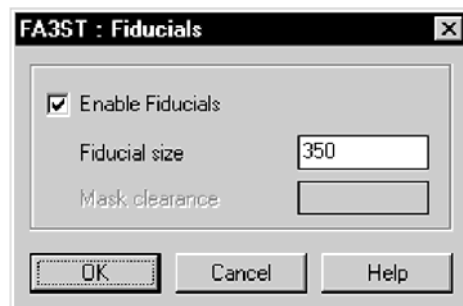 FA3ST : Fiducials
Enable Fiducials
Fiducial size 350
Mask clearance
OK Cancel Help